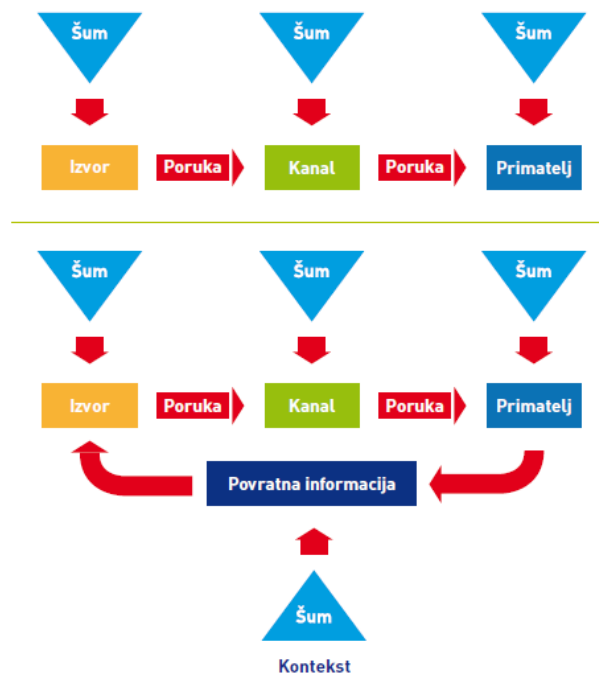 Šum Šum Šum
Izvor Poruka Kanal Poruka Primatelj
Šum Šum Šum
Izvor Poruka Kanal Poruka Primatelj
Povratna informacija
Šum
Kontekst